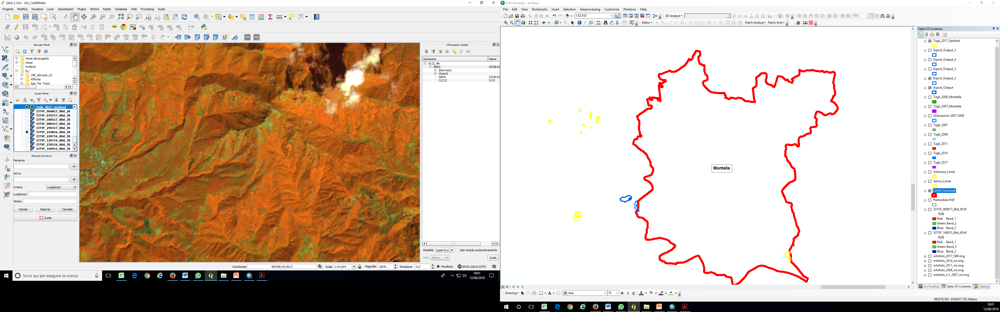 QGIS 2.18.0 - GIS_CAMPANIA
Progetto Modifica Visualizza Layer Impostazioni Plugins Vettore Raster Database Web Processing Guida
Browser Panel
Home del progetto
Home
Preferiti
B:/
25K_Abruzzo_32
Affunta
Agri_For_Food
Layers Panel
Tagli_2017_Sentinel
33TVF_060817_8bit_IR
33TVF_070717_8bit_IR
33TVF_180517_8bit_IR
33TVF_080417_8bit_IR
33TVF_290317_8bit_IR
33TVF_210816_8bit_IR
33TVF_220716_8bit_IR
33TVF_120716_8bit_IR
33TVF_230516_8bit_IR
33TVF_160915_8bit_IR
Percorso più breve
Partenza
Arrivo
Criterio Lunghezza
Lunghezza
Tempo
Calcola Esporta Cancella
Guida
Informazioni risultati
Geometria Valore
clc12_4liv
AREA 2525610
(Derivato)
(Azioni)
AREA 2525610
CLC12 3115
Modalità Layer in u Apri modulo automaticamente
Vista Albero Guida
Coordinata 485358,4515017 Scala 1:19.604 Magnifier 100% Rotazione 0,0 Visualizza EPSG:32633 (OTF)
Scrivi qui per eseguire la ricerca
18:01
12/06/2018
PdA Montella - ArcMap
File Edit View Bookmarks Insert Selection Geoprocessing Customize Windows Help
1:52.433 3D Analyst 115%
Editor Patch Analyst Patch Grid
Montella
Table Of Contents
Tagli_2017_Sentinel
Export_Output_5
Export_Output_4
Export_Output_3
Export_Output_2
Export_Output
Tagli_2008_Montella
Tagli_2007_Montella
Utilizzazioni 2007-2008
Tagli_2007
Tagli_2008
Tagli_2011
Tagli_2014
Tagli_2017
Volturara_Limiti
Serino_Limiti
Limiti Comunali
Particellare PAF
33TVF_060817_8bit_IR.tif
RGB
Red: Band_1
Green: Band_2
Blue: Band_3
33TVF_160915_8bit_IR.tif
RGB
Red: Band_1
Green: Band_2
Blue: Band_3
ortofoto_2017_NIR.img
ortofoto_2014_nir.img
ortofoto_2011_nir.img
ortofoto_2008_nir.img
ortofoto_rv1_2007_nir.img
ArcToolbox Table Of Contents Catalog
Drawing Arial 10 B I U A
995278,593 4538457,783 Meters
18:01
12/06/2018